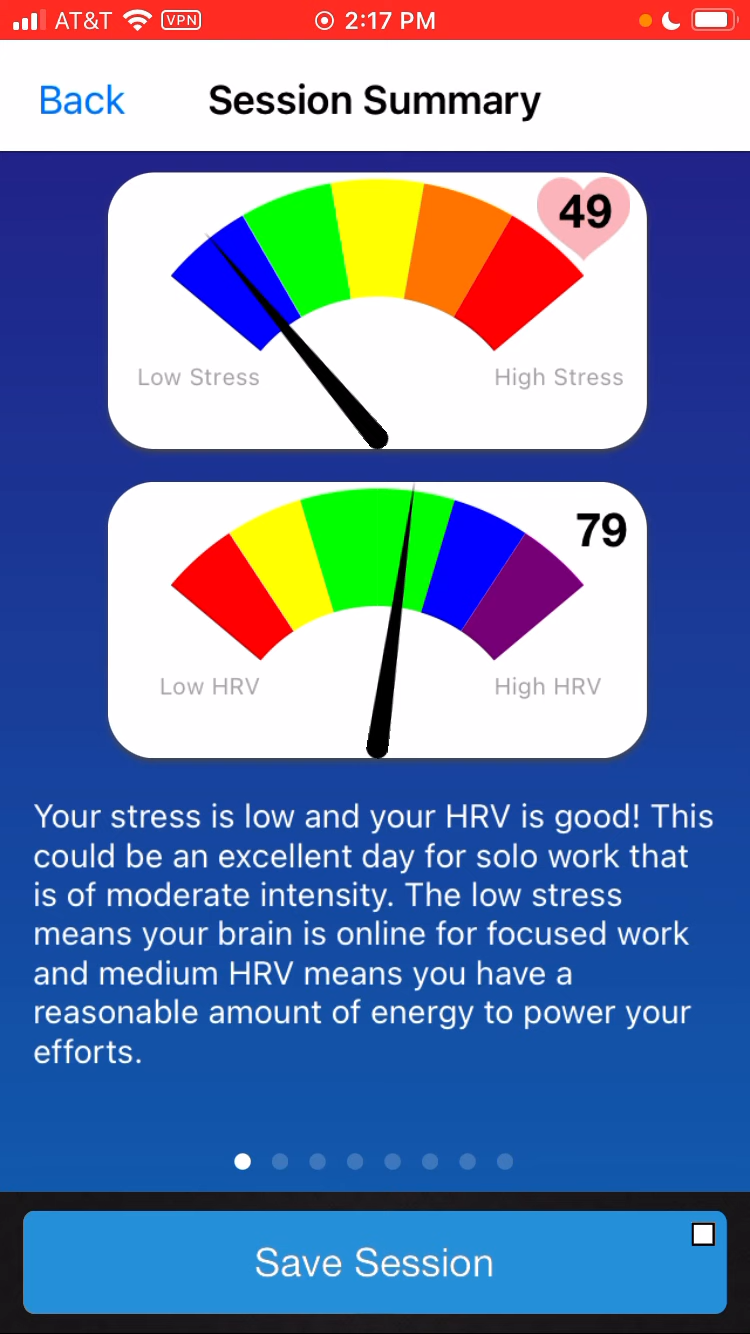 AT&T VPN 2:17 PM
Back Session Summary
49
Low Stress High Stress
79
Low HRV High HRV
Your stress is low and your HRV is good! This
could be an excellent day for solo work that
is of moderate intensity. The low stress
means your brain is online for focused work
and medium HRV means you have a
reasonable amount of energy to power your
efforts.
Save Session